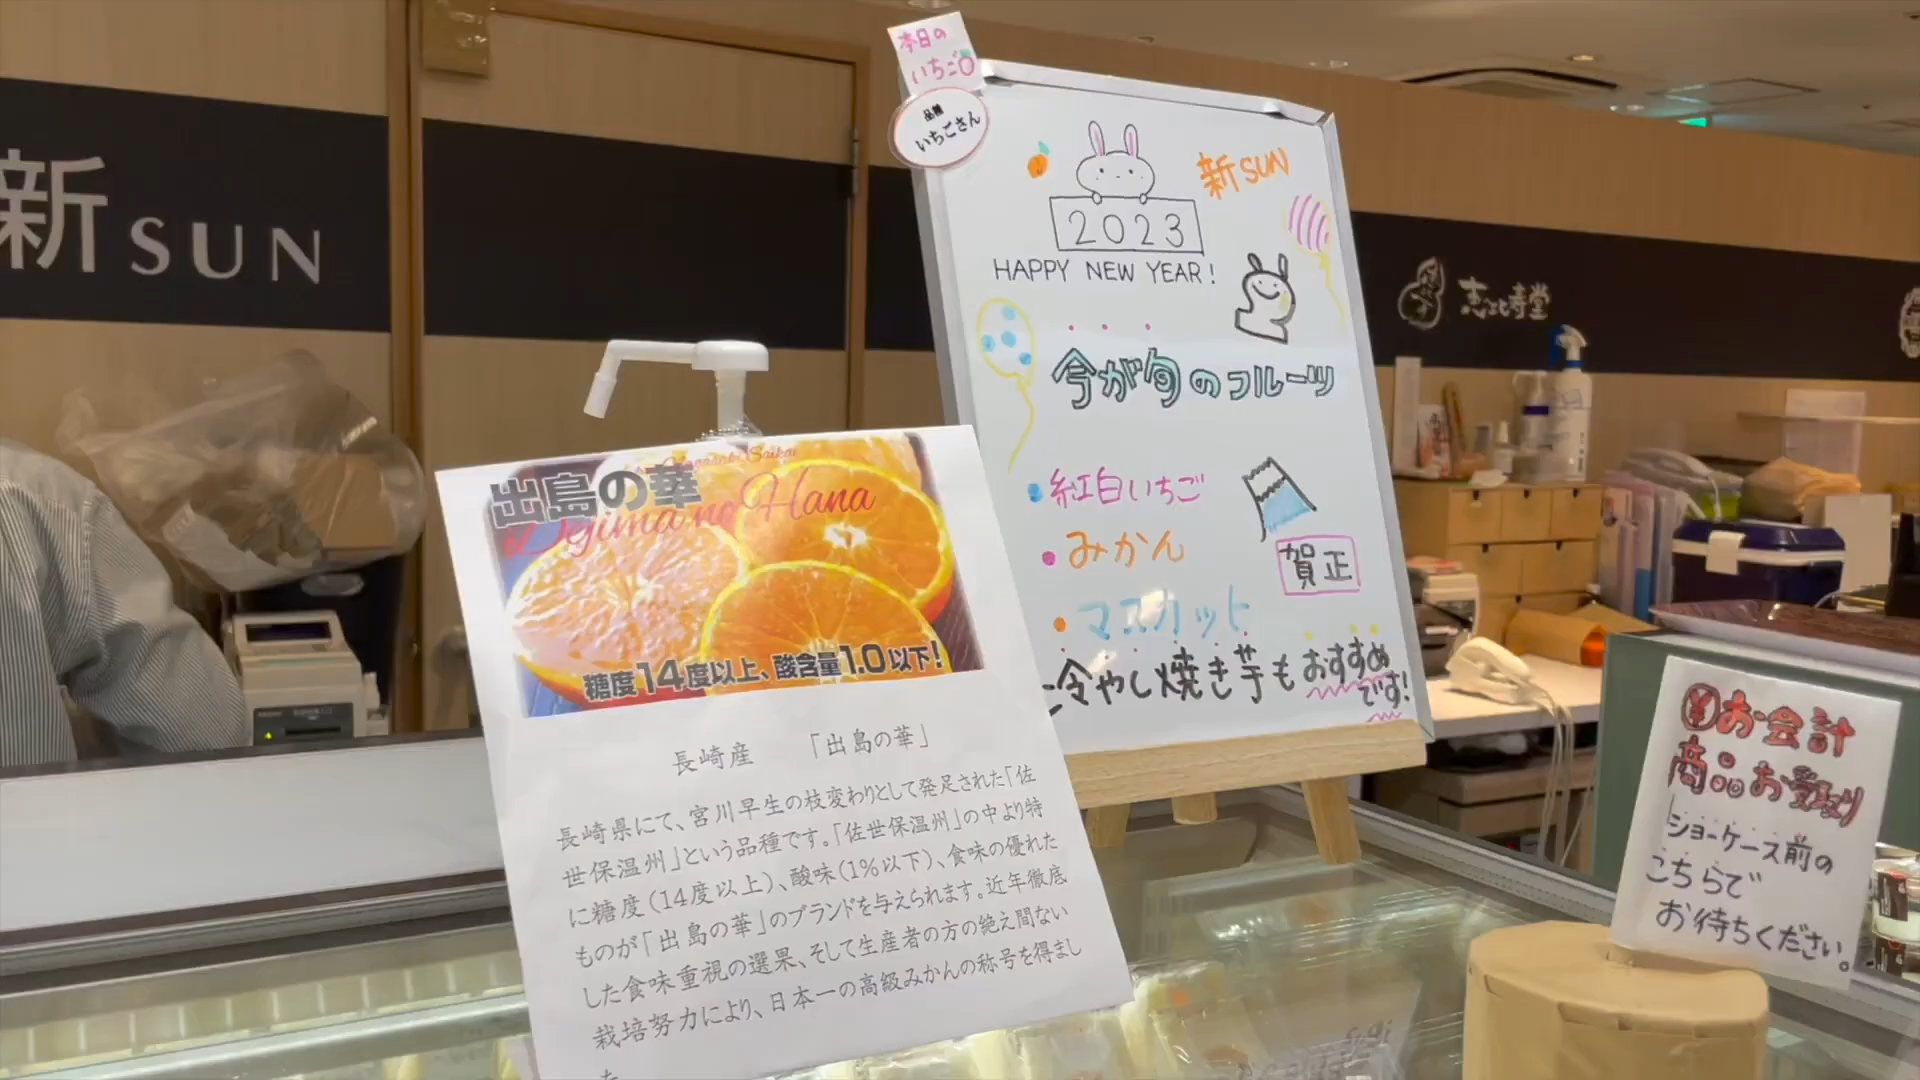 新SUN
本日の
いちご
品種
いちごさん
新SUN
2023
HAPPY NEW YEAR!
今が旬のフルーツ
紅白いちご
みかん
マスカット
賀正
冷やし焼き芋もおすすめ
です!
出島の華
Dejima no Hana
糖度14度以上、酸含量1.0以下!
長崎産 「出島の華」
長崎県にて、宮川早生の枝変わりとして発足された「佐
世保温州」という品種です。「佐世保温州」の中より特
に糖度(14度以上)、酸味(1%以下)、食味の優れた
ものが「出島の華」のブランドを与えられます。近年徹底
した食味重視の選果、そして生産者の方の絶え間ない
栽培努力により、日本一の高級みかんの称号を得まし
た
¥お会計
商品お受取り
ショーケース前の
こちらで
お待ちください。